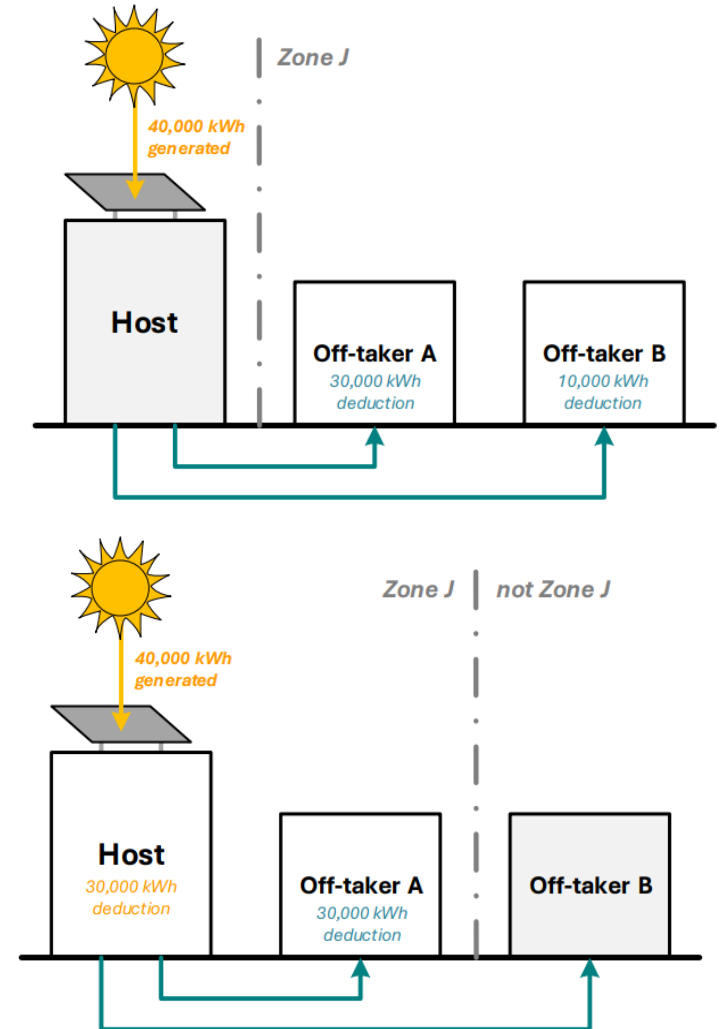 Zone J
40,000 kWh
generated
Host
Off-taker A
30,000 kWh
deduction
Off-taker B
10,000 kWh
deduction
Zone J
not Zone J
40,000 kWh
generated
Host
30,000 kWh
deduction
Off-taker A
30,000 kWh
deduction
Off-taker B